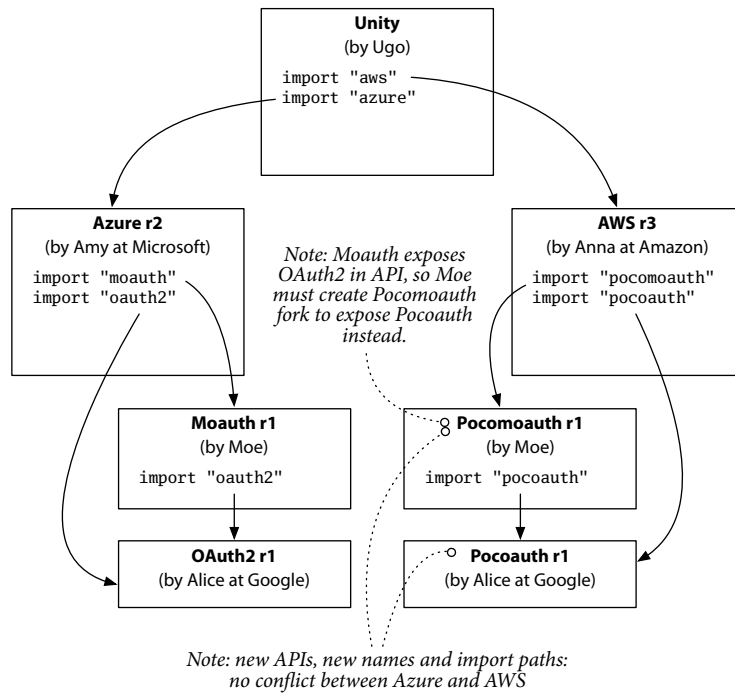 Unity
(by Ugo)
import "aws"
import "azure"
Azure r2
(by Amy at Microsoft)
import "moauth"
import "oauth2"
Note: Moauth exposes
OAuth2 in API, so Moe
must create Pocomoauth
fork to expose Pocoauth
instead.
AWS r3
(by Anna at Amazon)
import "pocomoauth"
import "pocoauth"
Moauth r1
(by Moe)
import "oauth2"
Pocomoauth r1
(by Moe)
import "pocoauth"
OAuth2 r1
(by Alice at Google)
Pocoauth r1
(by Alice at Google)
Note: new APIs, new names and import paths:
no conflict between Azure and AWS